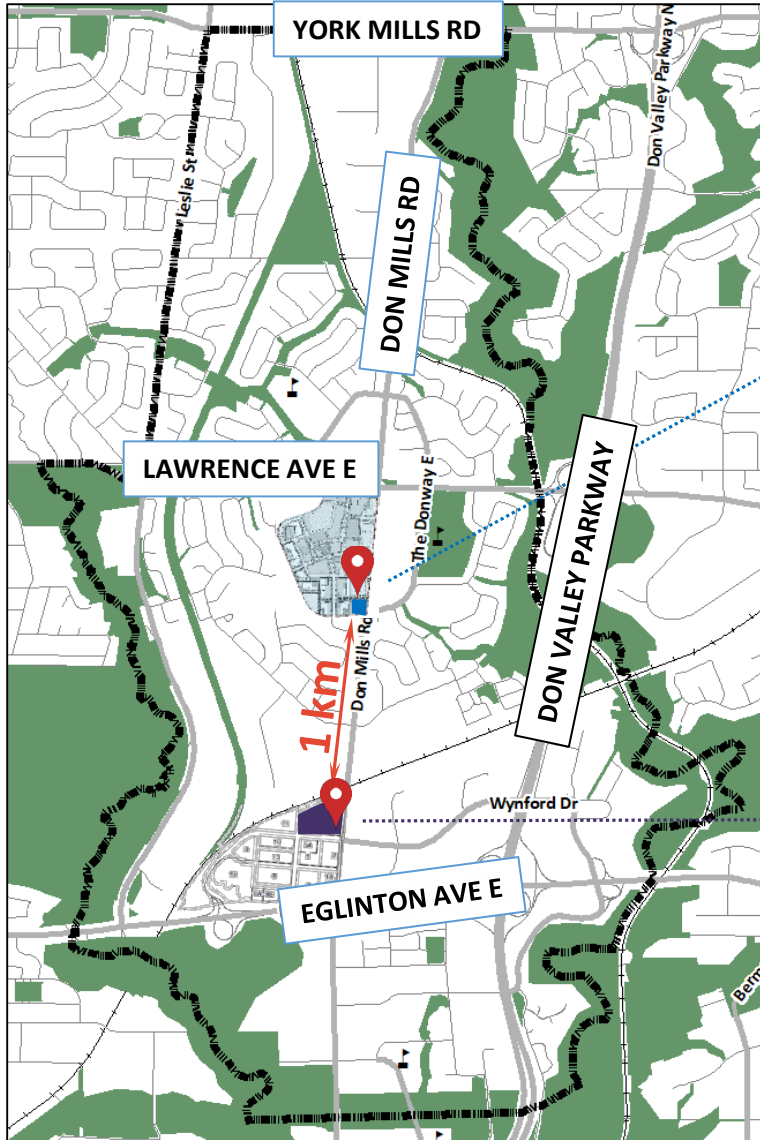 YORK MILLS RD
Don Valley Parkway N
Leslie St
DON MILLS RD
LAWRENCE AVE E
The Donway E
DON VALLEY PARKWAY
Don Mills Rd
1 km
Wynford Dr
EGLINTON AVE E
Berm